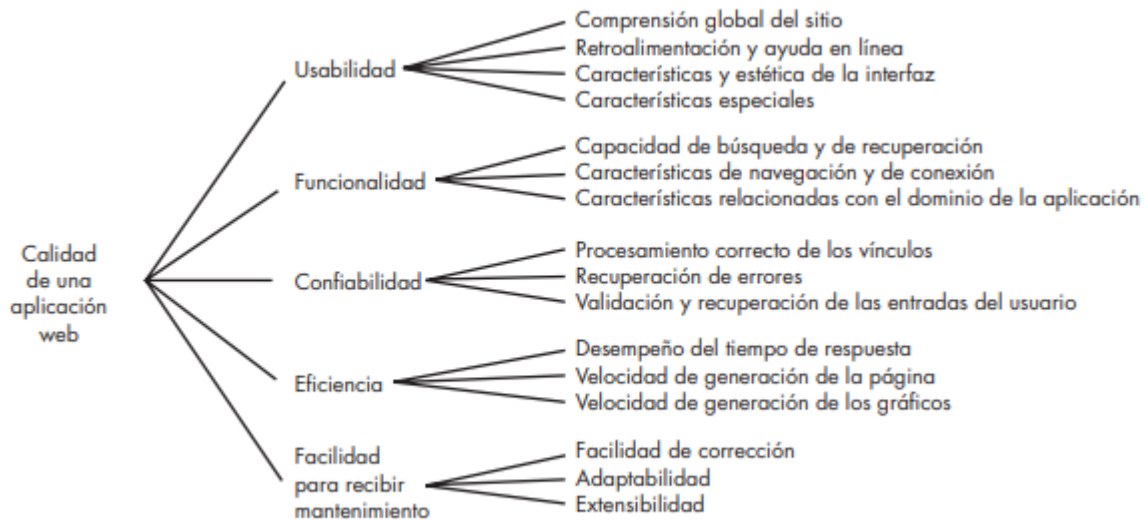 Calidad
de una
aplicación
web
Usabilidad
Comprensión global del sitio
Retroalimentación y ayuda en línea
Características y estética de la interfaz
Características especiales
Funcionalidad
Capacidad de búsqueda y de recuperación
Características de navegación y de conexión
Características relacionadas con el dominio de la aplicación
Confiabilidad
Procesamiento correcto de los vínculos
Recuperación de errores
Validación y recuperación de las entradas del usuario
Eficiencia
Desempeño del tiempo de respuesta
Velocidad de generación de la página
Velocidad de generación de los gráficos
Facilidad
para recibir
mantenimiento
Facilidad de corrección
Adaptabilidad
Extensibilidad